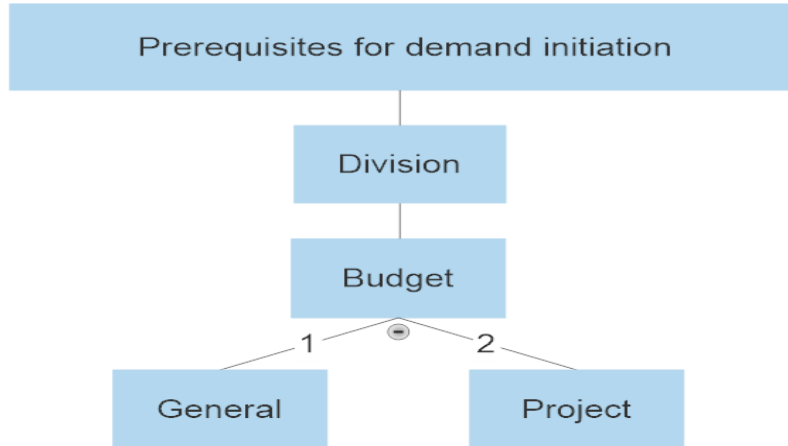 Prerequisites for demand initiation
Division
Budget
1 2
General Project